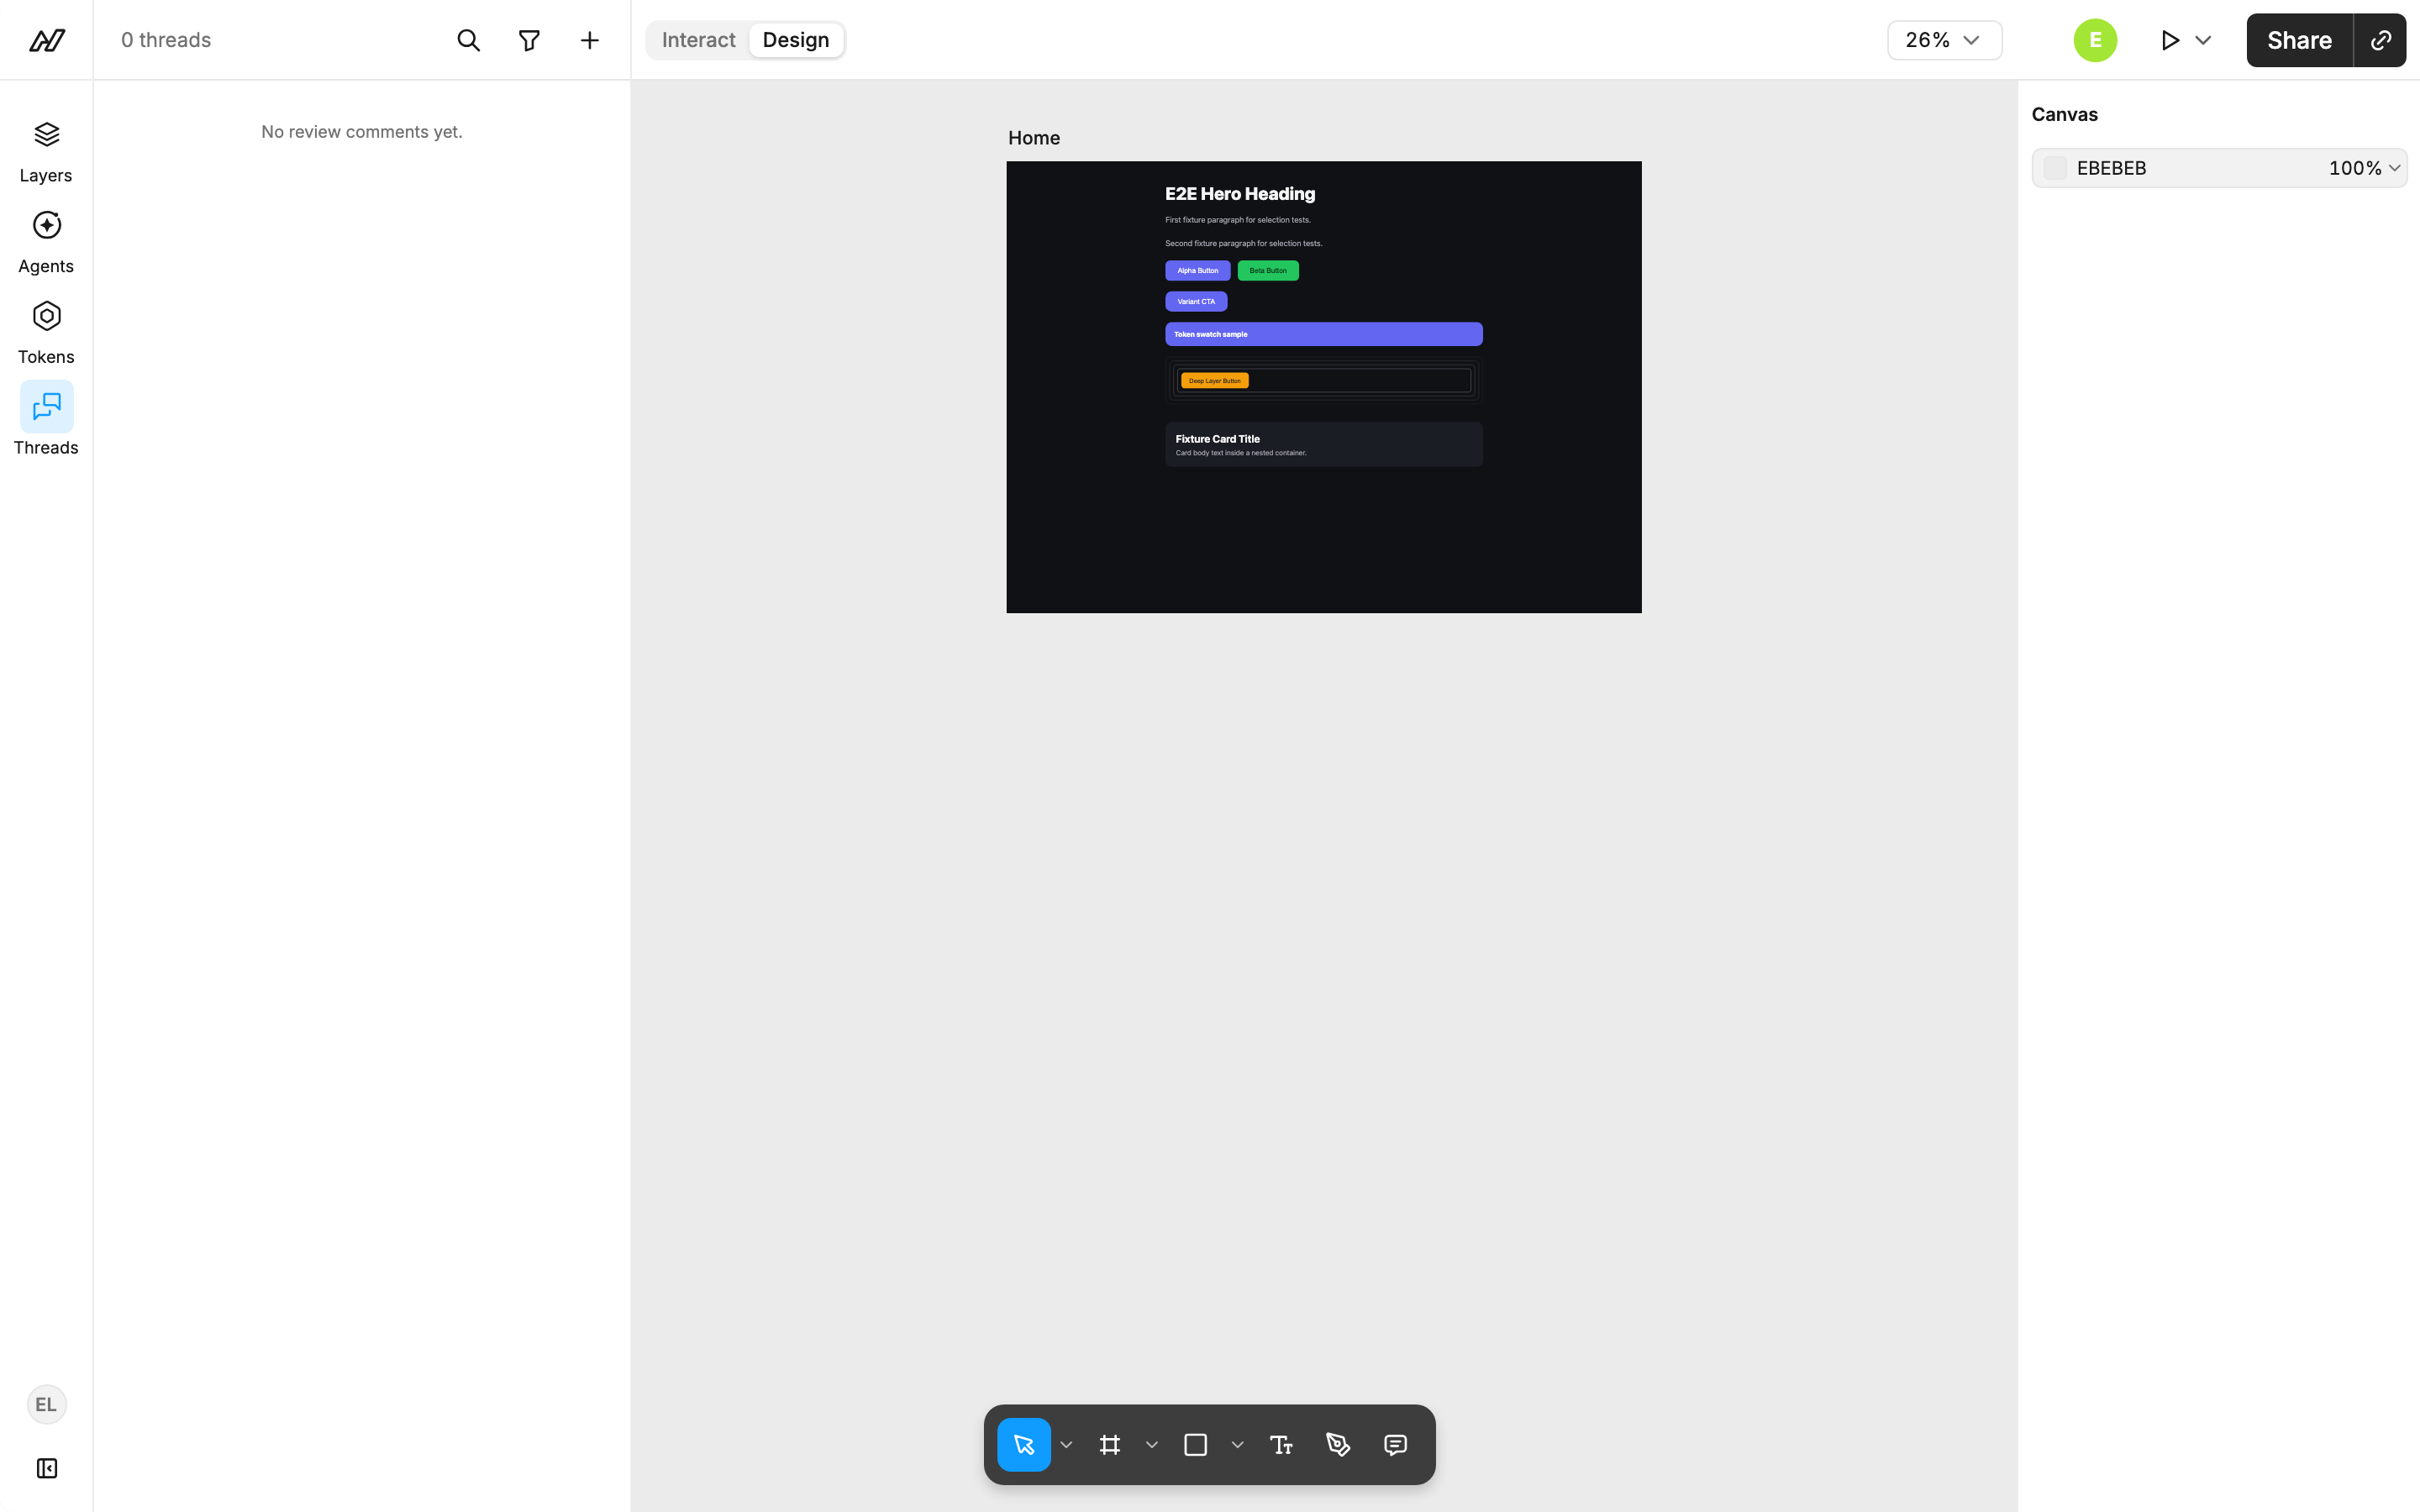 0 threads
Interact
Design
26%
E
Share
Layers
Agents
Tokens
Threads
No review comments yet.
Home
E2E Hero Heading
First fixture paragraph for selection tests.
Second fixture paragraph for selection tests.
Alpha Button
Beta Button
Variant CTA
Token swatch sample
Deep Layer Button
Fixture Card Title
Card body text inside a nested container.
Canvas
EBEBEB
100%
EL